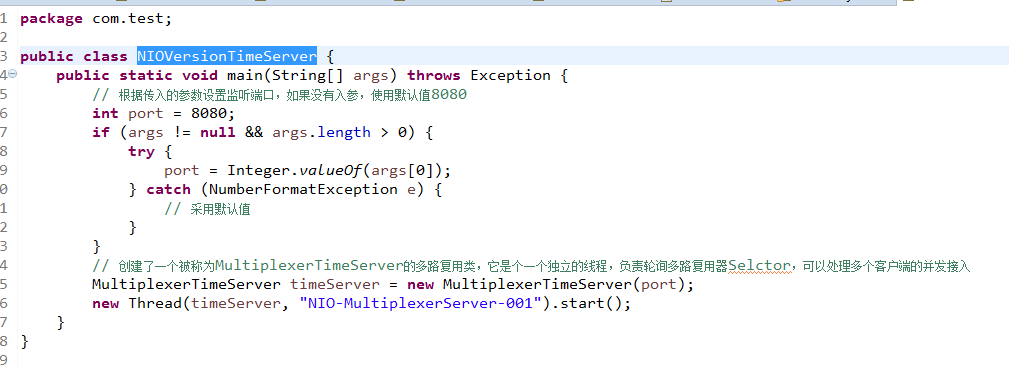 1 package com.test;
2
3 public class NIOVersionTimeServer {
4 public static void main(String[] args) throws Exception {
5 // 根据传入的参数设置监听端口，如果没有入参，使用默认值8080
6 int port = 8080;
7 if (args != null && args.length > 0) {
8 try {
9 port = Integer.valueOf(args[0]);
0 } catch (NumberFormatException e) {
1 // 采用默认值
2 }
3 }
4 // 创建了一个被称为MultiplexerTimeServer的多路复用类，它是个一个独立的线程，负责轮询多路复用器Selctor，可以处理多个客户端的并发接入
5 MultiplexerTimeServer timeServer = new MultiplexerTimeServer(port);
6 new Thread(timeServer, "NIO-MultiplexerServer-001").start();
7 }
8 }
9